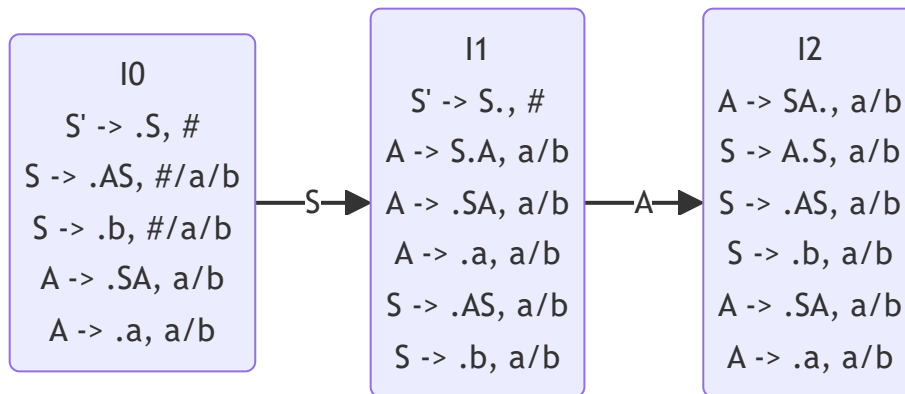 I0
S' -> .S, #
S -> .AS, #/a/b
S -> .b, #/a/b
A -> .SA, a/b
A -> .a, a/b
S
I1
S' -> S., #
A -> S.A, a/b
A -> .SA, a/b
A -> .a, a/b
S -> .AS, a/b
S -> .b, a/b
A
I2
A -> SA., a/b
S -> A.S, a/b
S -> .AS, a/b
S -> .b, a/b
A -> .SA, a/b
A -> .a, a/b